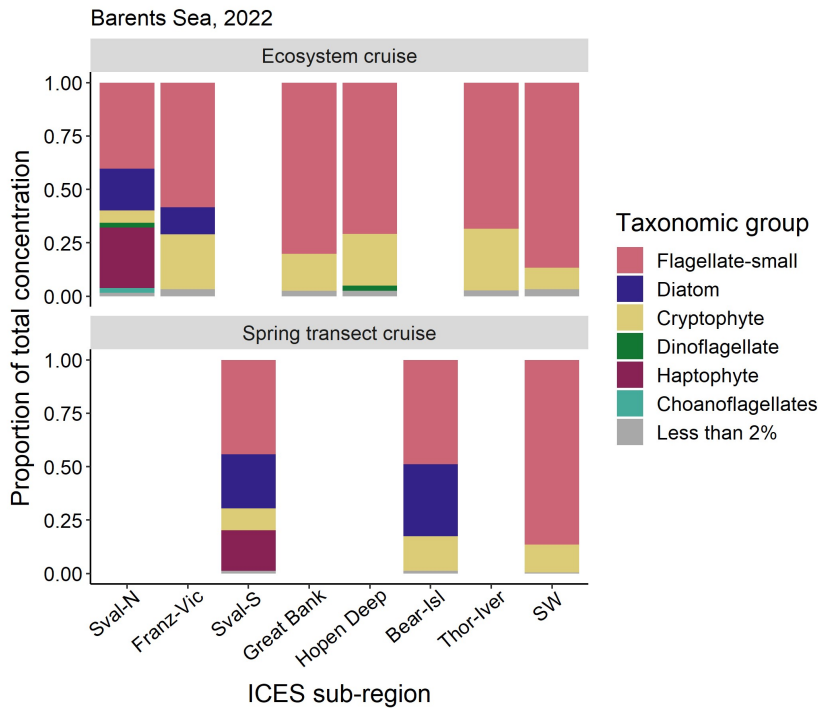 Barents Sea, 2022
Ecosystem cruise
1.00
0.75
0.50
0.25
0.00
Spring transect cruise
1.00
0.75
0.50
0.25
0.00
Proportion of total concentration
Sval-N
Franz-Vic
Sval-S
Great Bank
Hopen Deep
Bear-Isl
Thor-Iver
SW
ICES sub-region
Taxonomic group
Flagellate-small
Diatom
Cryptophyte
Dinoflagellate
Haptophyte
Choanoflagellates
Less than 2%